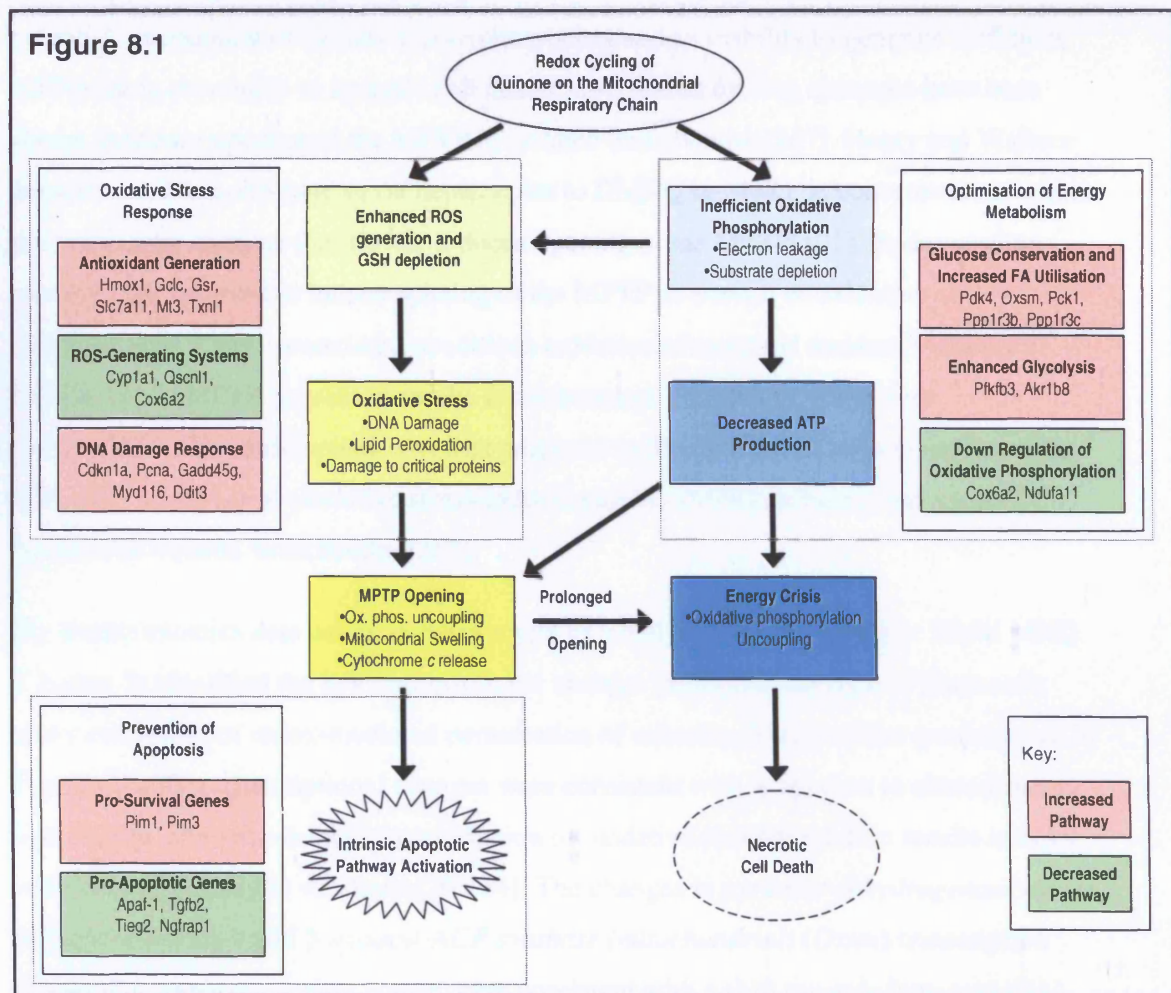 Figure 8.1
Redox Cycling of
Quinone on the Mitochondrial
Respiratory Chain
Oxidative Stress
Response
Antioxidant Generation
Hmox1, Gclc, Gsr,
Slc7a11, Mt3, Txnl1
ROS-Generating Systems
Cyp1a1, Qscnl1,
Cox6a2
DNA Damage Response
Cdkn1a, Pcna, Gadd45g,
Myd116, Ddit3
Enhanced ROS
generation and
GSH depletion
Inefficient Oxidative
Phosphorylation
•Electron leakage
•Substrate depletion
Optimisation of Energy
Metabolism
Glucose Conservation and
Increased FA Utilisation
Pdk4, Oxsm, Pck1,
Ppp1r3b, Ppp1r3c
Enhanced Glycolysis
Pfkfb3, Akr1b8
Down Regulation of
Oxidative Phosphorylation
Cox6a2, Ndufa11
Oxidative Stress
•DNA Damage
•Lipid Peroxidation
•Damage to critical proteins
Decreased ATP
Production
MPTP Opening
•Ox. phos. uncoupling
•Mitocondrial Swelling
•Cytochrome c release
Prolonged
Opening
Energy Crisis
•Oxidative phosphorylation
Uncoupling
Prevention of
Apoptosis
Pro-Survival Genes
Pim1, Pim3
Pro-Apoptotic Genes
Apaf-1, Tgfb2,
Tieg2, Ngfrap1
Intrinsic Apoptotic
Pathway Activation
Necrotic
Cell Death
Key:
Increased
Pathway
Decreased
Pathway